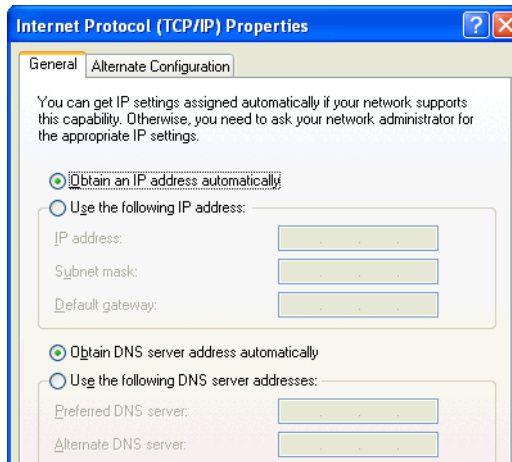 Internet Protocol (TCP/IP) Properties
General Alternate Configuration
You can get IP settings assigned automatically if your network supports
this capability. Otherwise, you need to ask your network administrator for
the appropriate IP settings.
Obtain an IP address automatically
Use the following IP address:
IP address:
Subnet mask:
Default gateway:
Obtain DNS server address automatically
Use the following DNS server addresses:
Preferred DNS server:
Alternate DNS server: